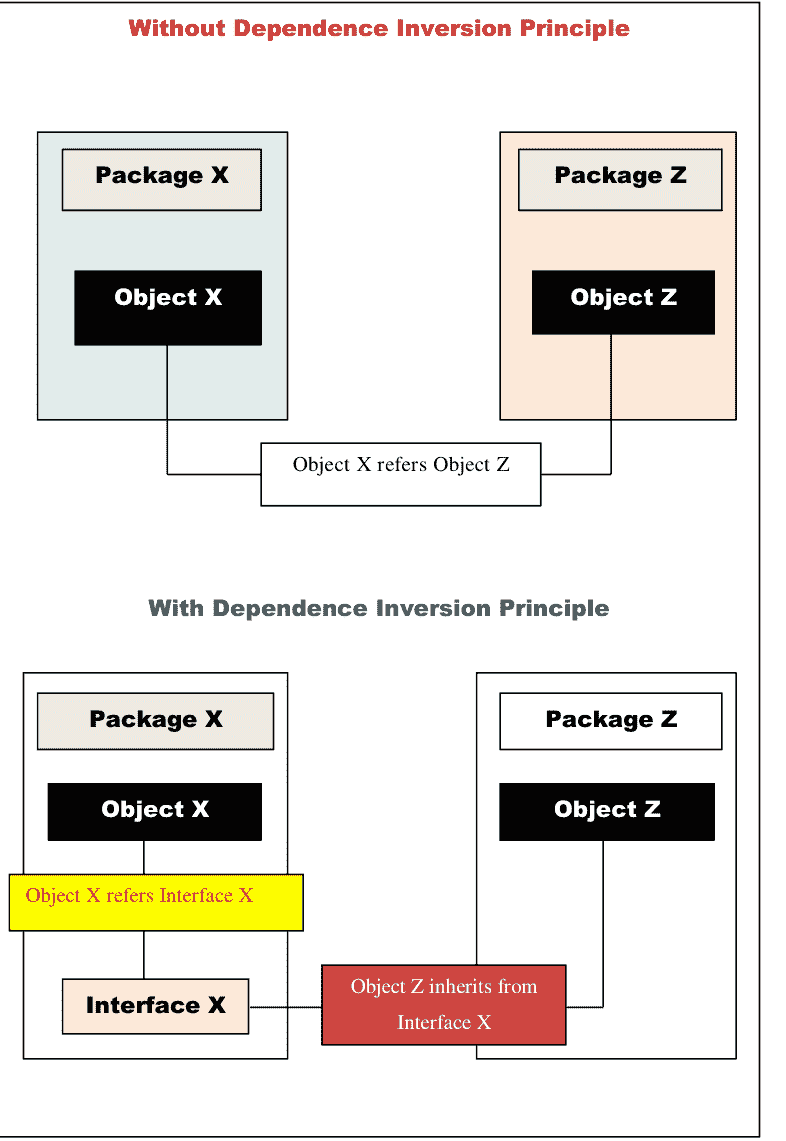 Without Dependence Inversion Principle
Package X
Package Z
Object X
Object Z
Object X refers Object Z
With Dependence Inversion Principle
Package X
Package Z
Object X
Object Z
Object X refers Interface X
Interface X
Object Z inherits from
Interface X